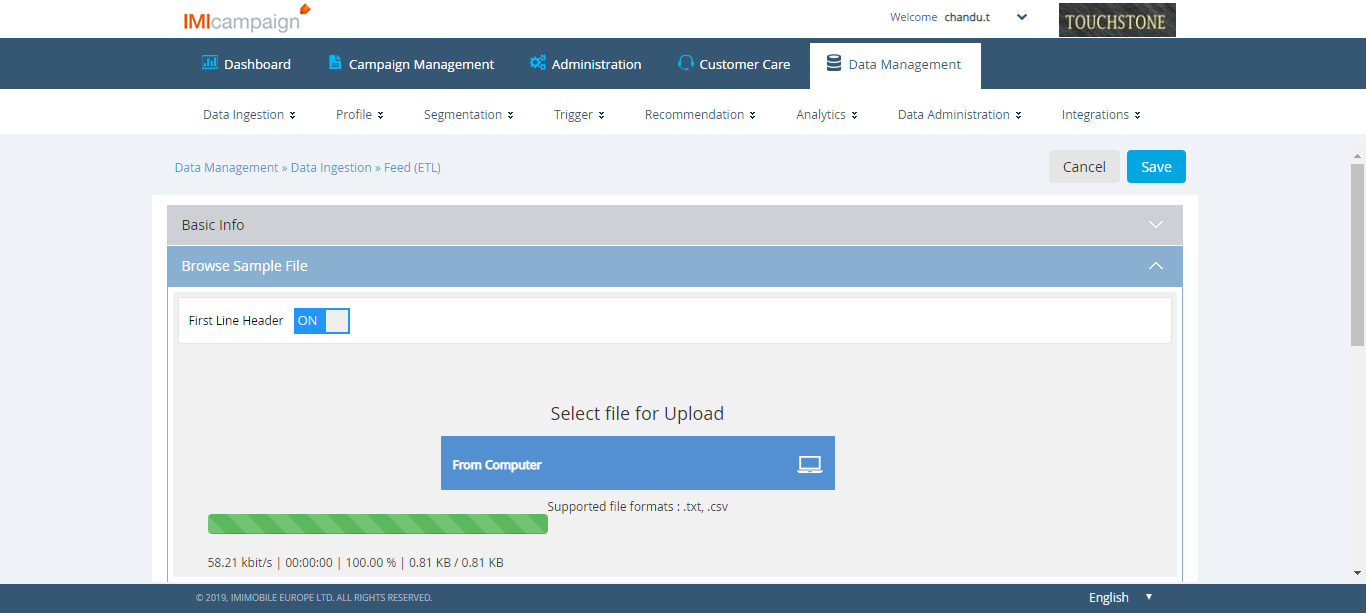 IMIcampaign
Welcome chandu.t
TOUCHSTONE
Dashboard Campaign Management Administration Customer Care Data Management
Data Ingestion Profile Segmentation Trigger Recommendation Analytics Data Administration Integrations
Data Management » Data Ingestion » Feed (ETL)
Cancel Save
Basic Info
Browse Sample File
First Line Header ON
Select file for Upload
From Computer
Supported file formats : .txt, .csv
58.21 kbit/s | 00:00:00 | 100.00 % | 0.81 KB / 0.81 KB
© 2019, IMIMOBILE EUROPE LTD. ALL RIGHTS RESERVED.
English